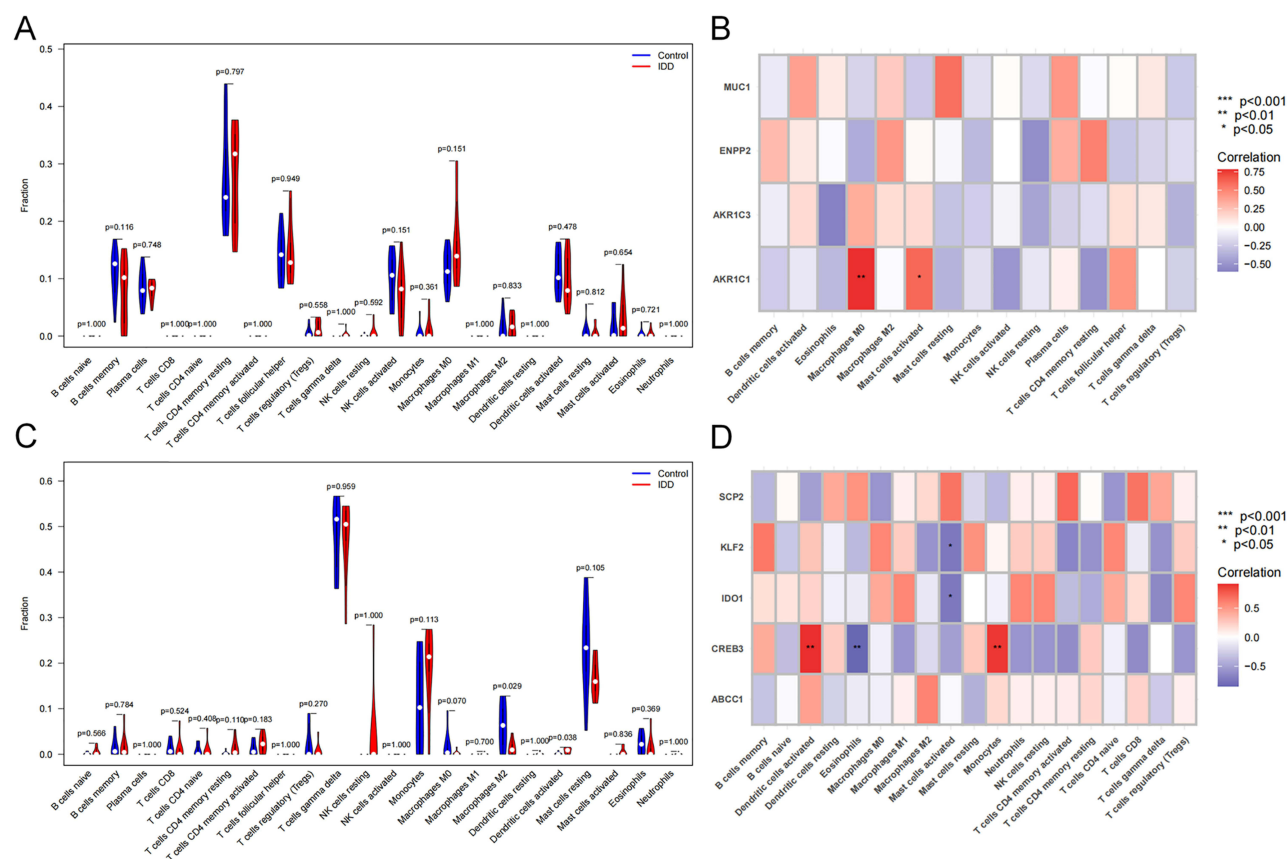 A
Control
IDD
Fraction
0.5
0.4
0.3
0.2
0.1
0.0
p=1.000
p=0.116
p=0.748
p=1.000
p=1.000
p=0.797
p=1.000
p=0.949
p=0.558
p=1.000
p=0.592
p=0.151
p=0.361
p=0.151
p=1.000
p=0.833
p=1.000
p=0.478
p=0.812
p=0.654
p=0.721
p=1.000
B cells naive
B cells memory
Plasma cells
T cells CD8
T cells CD4 naive
T cells CD4 memory resting
T cells CD4 memory activated
T cells follicular helper
T cells regulatory (Tregs)
T cells gamma delta
NK cells resting
NK cells activated
Monocytes
Macrophages M0
Macrophages M1
Macrophages M2
Dendritic cells resting
Dendritic cells activated
Mast cells resting
Mast cells activated
Eosinophils
Neutrophils
B
MUC1
ENPP2
AKR1C3
AKR1C1
**
*
B cells memory
Dendritic cells activated
Eosinophils
Macrophages M0
Macrophages M2
Mast cells activated
Mast cells resting
Monocytes
NK cells activated
NK cells resting
Plasma cells
T cells CD4 memory resting
T cells follicular helper
T cells gamma delta
T cells regulatory (Tregs)
*** p<0.001
** p<0.01
* p<0.05
Correlation
0.75
0.50
0.25
0.00
−0.25
−0.50
C
Control
IDD
Fraction
0.6
0.5
0.4
0.3
0.2
0.1
0.0
p=0.566
p=0.784
p=1.000
p=0.524
p=0.408
p=0.110
p=0.183
p=1.000
p=0.270
p=0.959
p=1.000
p=1.000
p=0.113
p=0.070
p=0.700
p=0.029
p=1.000
p=0.038
p=0.105
p=0.836
p=0.369
p=1.000
B cells naive
B cells memory
Plasma cells
T cells CD8
T cells CD4 naive
T cells CD4 memory resting
T cells CD4 memory activated
T cells follicular helper
T cells regulatory (Tregs)
T cells gamma delta
NK cells resting
NK cells activated
Monocytes
Macrophages M0
Macrophages M1
Macrophages M2
Dendritic cells resting
Dendritic cells activated
Mast cells resting
Mast cells activated
Eosinophils
Neutrophils
D
SCP2
KLF2
IDO1
CREB3
ABCC1
*
*
**
**
**
B cells memory
B cells naive
Dendritic cells activated
Dendritic cells resting
Eosinophils
Macrophages M0
Macrophages M1
Macrophages M2
Mast cells activated
Mast cells resting
Monocytes
Neutrophils
NK cells resting
T cells CD4 memory activated
T cells CD4 memory resting
T cells CD4 naive
T cells CD8
T cells gamma delta
T cells regulatory (Tregs)
*** p<0.001
** p<0.01
* p<0.05
Correlation
0.5
0.0
−0.5